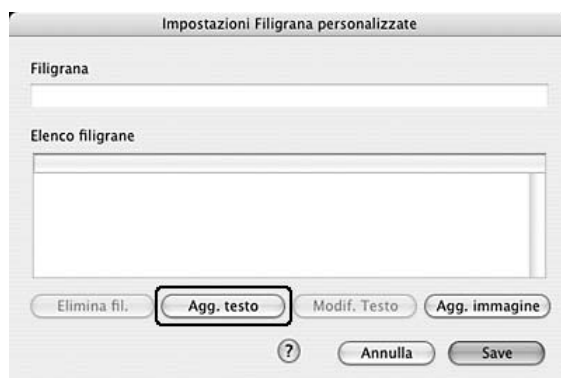 Impostazioni Filigrana personalizzate
Filigrana
Elenco filigrane
Elimina fil. Agg. testo Modif. Testo Agg. immagine
? Annulla Save